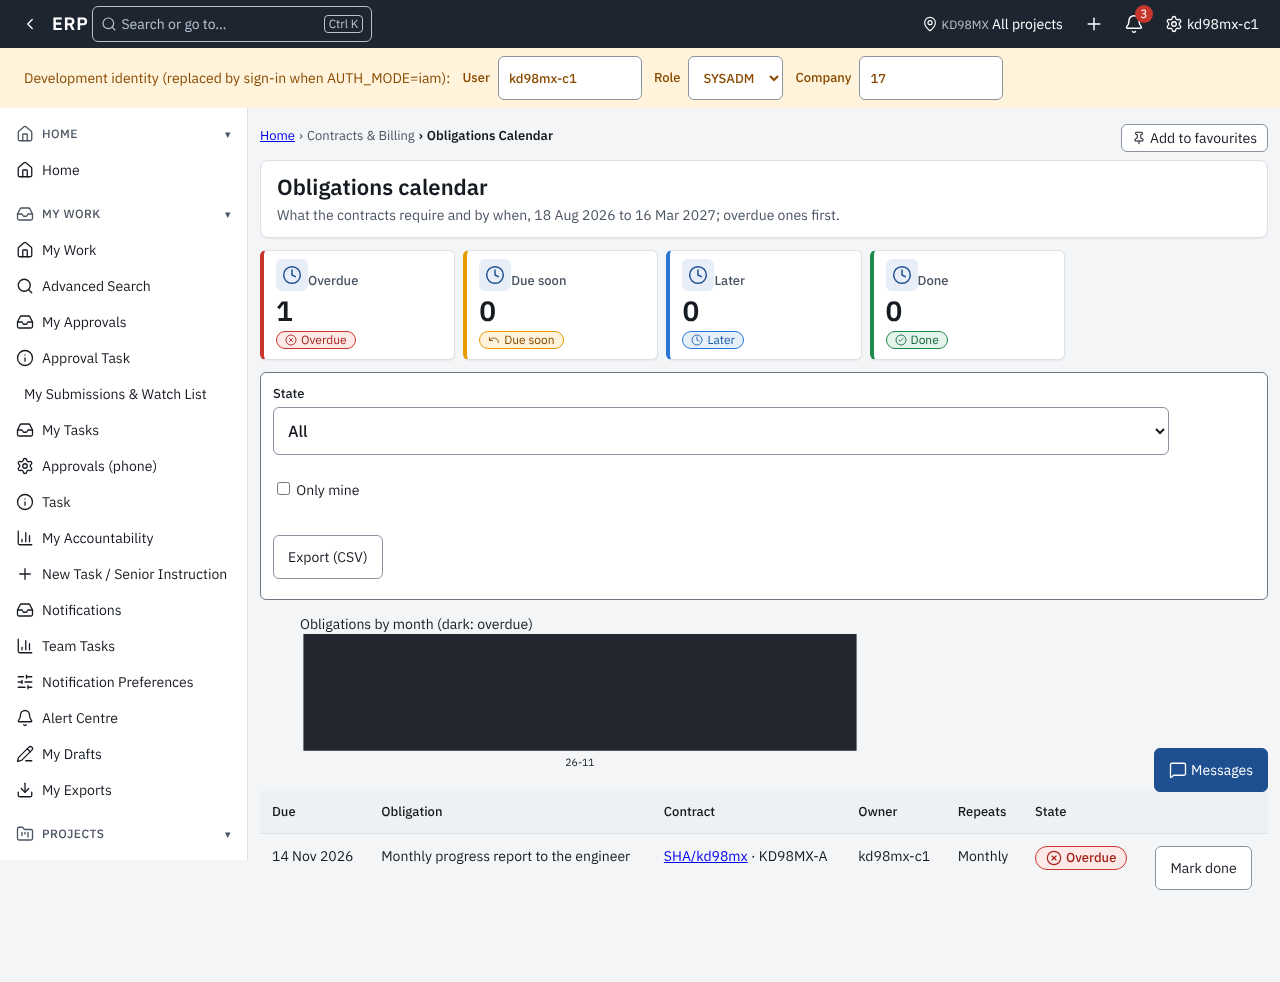 ERP
Search or go to...
Ctrl K
KD98MX All projects
3
kd98mx-c1
Development identity (replaced by sign-in when AUTH_MODE=iam): User kd98mx-c1 Role SYSADM Company 17
HOME
Home
MY WORK
My Work
Advanced Search
My Approvals
Approval Task
My Submissions & Watch List
My Tasks
Approvals (phone)
Task
My Accountability
New Task / Senior Instruction
Notifications
Team Tasks
Notification Preferences
Alert Centre
My Drafts
My Exports
PROJECTS
Home › Contracts & Billing › Obligations Calendar
Add to favourites
Obligations calendar
What the contracts require and by when, 18 Aug 2026 to 16 Mar 2027; overdue ones first.
Overdue
1
Overdue
Due soon
0
Due soon
Later
0
Later
Done
0
Done
State
All
Only mine
Export (CSV)
Obligations by month (dark: overdue)
26-11
Messages
Due Obligation Contract Owner Repeats State
14 Nov 2026 Monthly progress report to the engineer SHA/kd98mx · KD98MX-A kd98mx-c1 Monthly Overdue Mark done